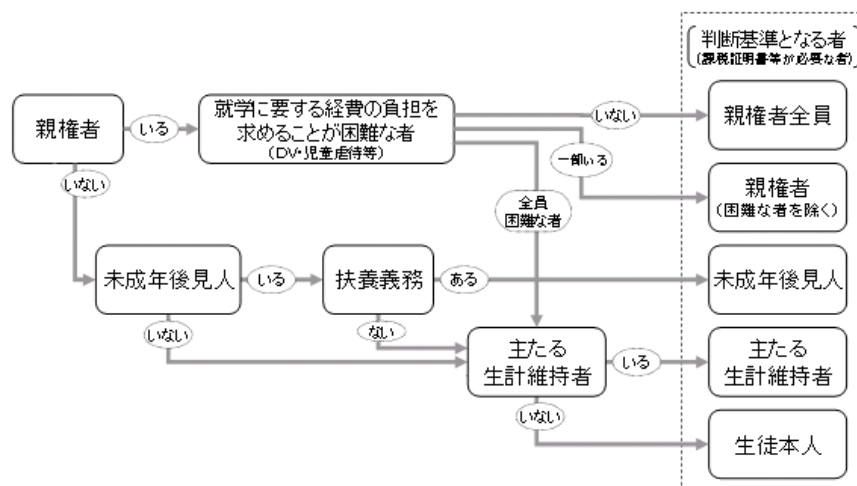 判断基準となる者
(課税証明書等が必要な者)
親権者
いる
就学に要する経費の負担を
求めることが困難な者
(DV・児童虐待等)
いない
親権者全員
一部いる
親権者
(困難な者を除く)
全員
困難な者
いない
未成年後見人
いる
扶養義務
ある
未成年後見人
いない
ない
主たる
生計維持者
いる
主たる
生計維持者
いない
生徒本人